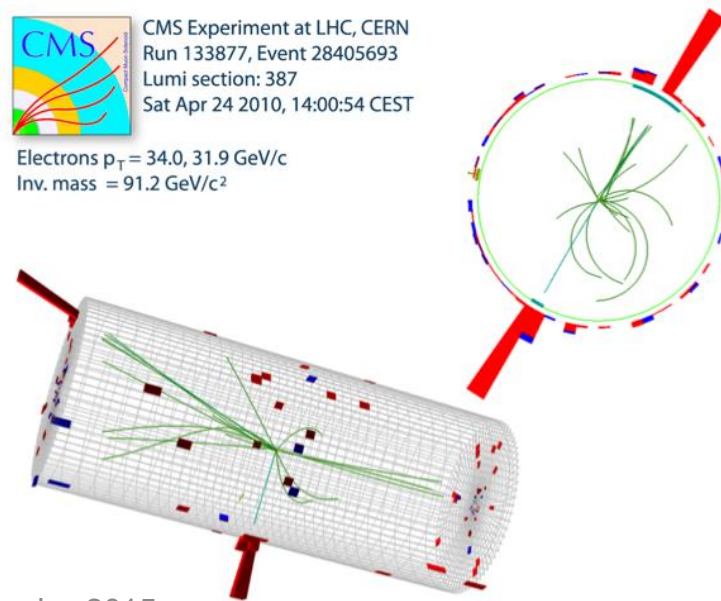 CMS
CMS Experiment at LHC, CERN
Run 133877, Event 28405693
Lumi section: 387
Sat Apr 24 2010, 14:00:54 CEST
Electrons pT = 34.0, 31.9 GeV/c
Inv. mass = 91.2 GeV/c²
2015